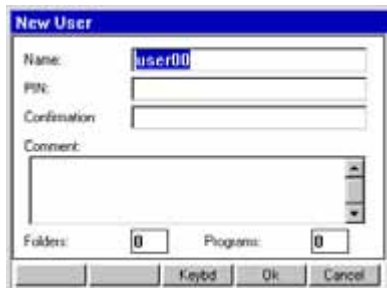 New User
Name: user00
PIN:
Confirmation
Comment:
Folders: 0 Programs: 0
Keybd Ok Cancel